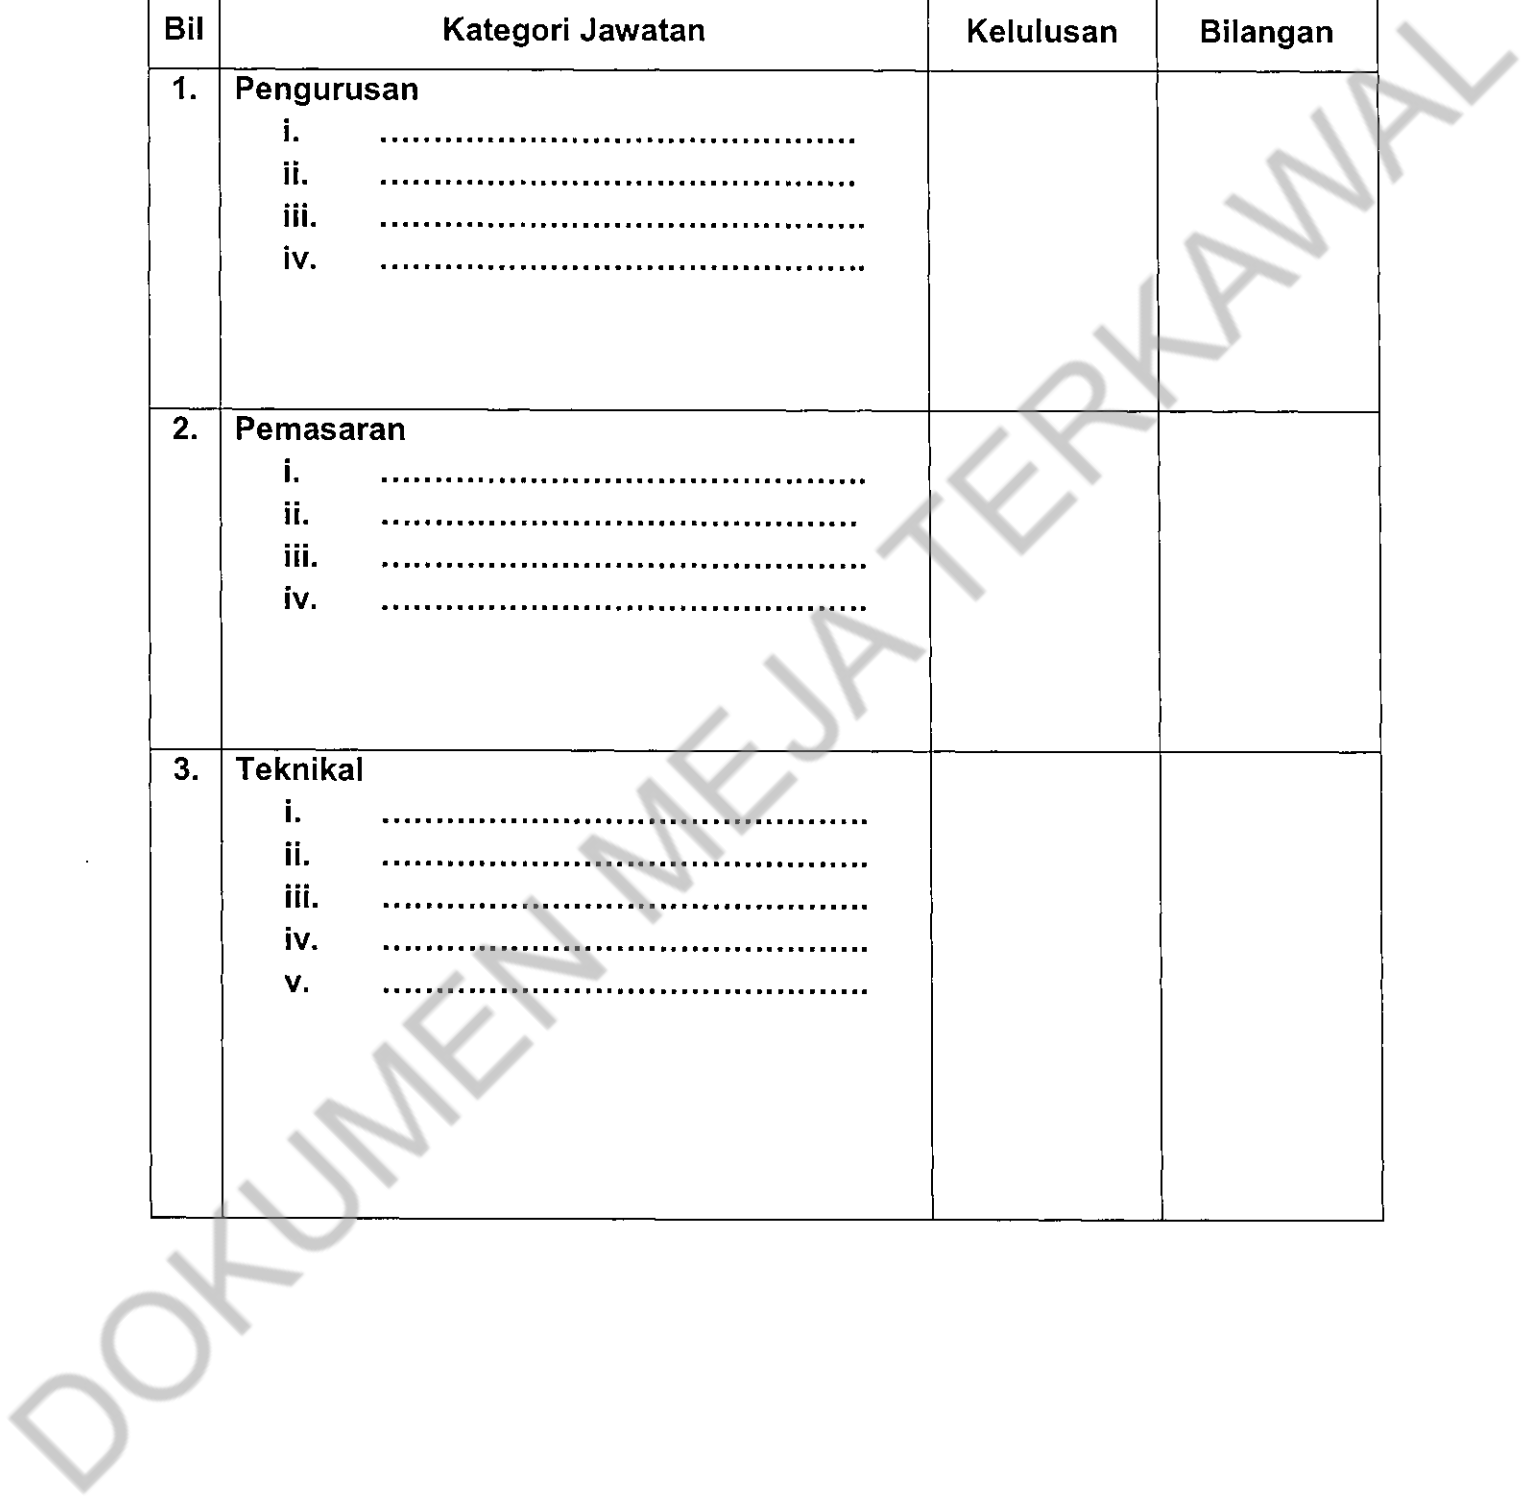 Bil Kategori Jawatan Kelulusan Bilangan
1. Pengurusan
i. ............................................
ii. ............................................
iii. ............................................
iv. ............................................
2. Pemasaran
i. ............................................
ii. ............................................
iii. ............................................
iv. ............................................
3. Teknikal
i. ............................................
ii. ............................................
iii. ............................................
iv. ............................................
v. ............................................
DOKUMEN MEJA TERKAWAL